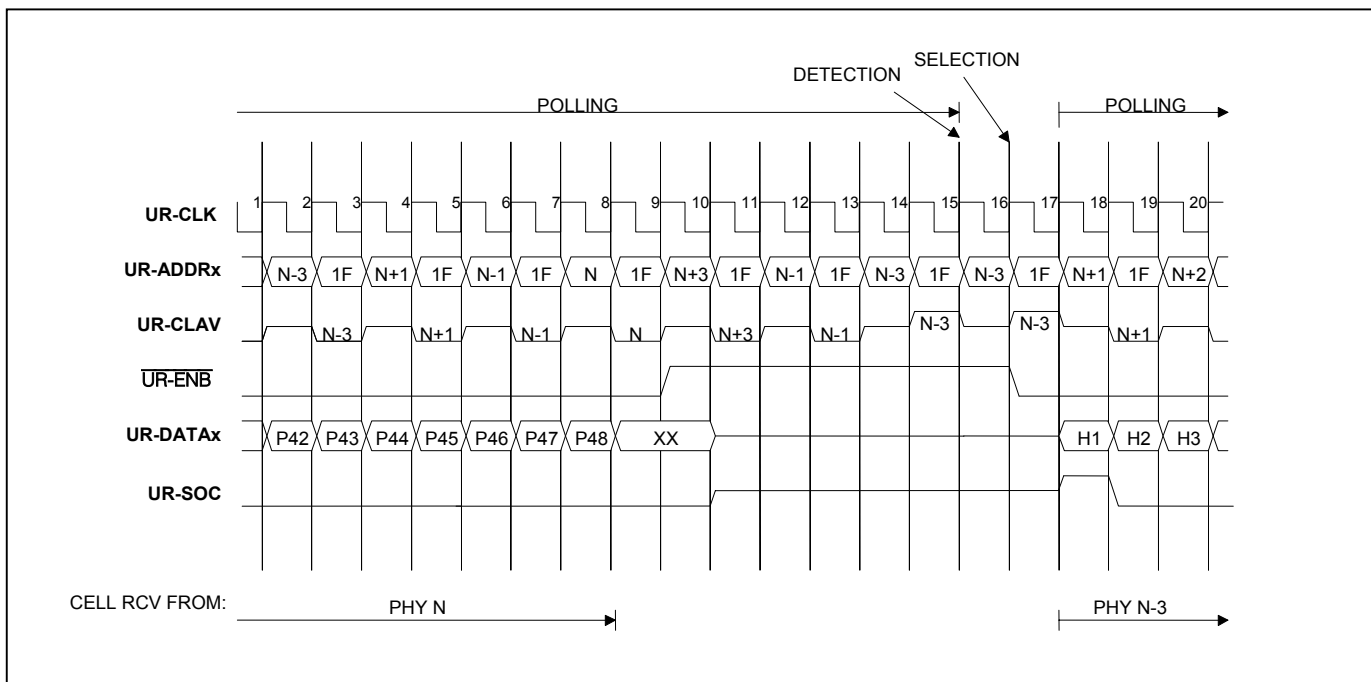 SELECTION
DETECTION
POLLING POLLING
UR-CLK 1 2 3 4 5 6 7 8 9 10 11 12 13 14 15 16 17 18 19 20
UR-ADDRx N-3 1F N+1 1F N-1 1F N 1F N+3 1F N-1 1F N-3 1F N-3 1F N+1 1F N+2
UR-CLAV N-3 N+1 N-1 N N+3 N-1 N-3 N-3 N+1
UR-ENB
UR-DATAx P42 P43 P44 P45 P46 P47 P48 XX H1 H2 H3
UR-SOC
CELL RCV FROM: PHY N PHY N-3